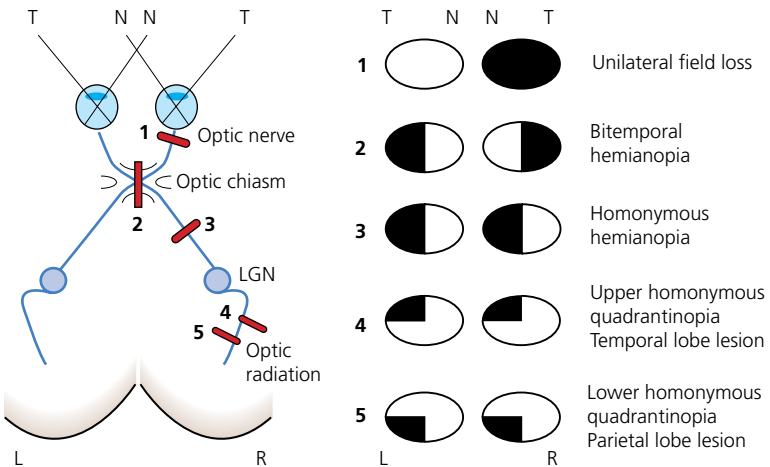 T N N T
1 Optic nerve
Optic chiasm
2
3
LGN
4
5
Optic
radiation
L R
T N N T
1 Unilateral field loss
2 Bitemporal
hemianopia
3 Homonymous
hemianopia
4 Upper homonymous
quadrantinopia
Temporal lobe lesion
5 Lower homonymous
quadrantinopia
Parietal lobe lesion
L R